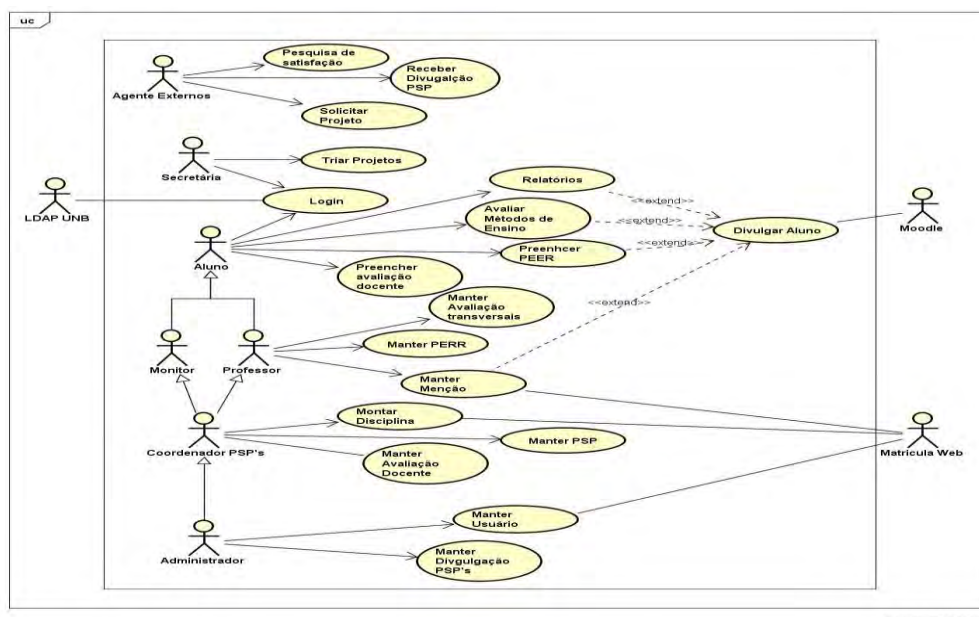 uc
Pesquisa de
satisfação
Receber
Divugalção
PSP
Agente Externos
Solicitar
Projeto
Triar Projetos
Secretária
Login
LDAP UNB
Relatórios
<<extend>>
Avaliar
Mètodos de
Ensino
<<extend>>
Divulgar Aluno
Moodle
Preenhcer
PEER
<<extend>>
Aluno
Preencher
avaliação
docente
Manter
Avaliação
transversais
<<extend>>
Manter PERR
Monitor
Professor
Manter
Menção
Montar
Disciplina
Manter PSP
Coordenador PSP's
Manter
Avaliação
Docente
Matricula Web
Manter
Usuário
Administrador
Manter
Divgulgação
PSP's